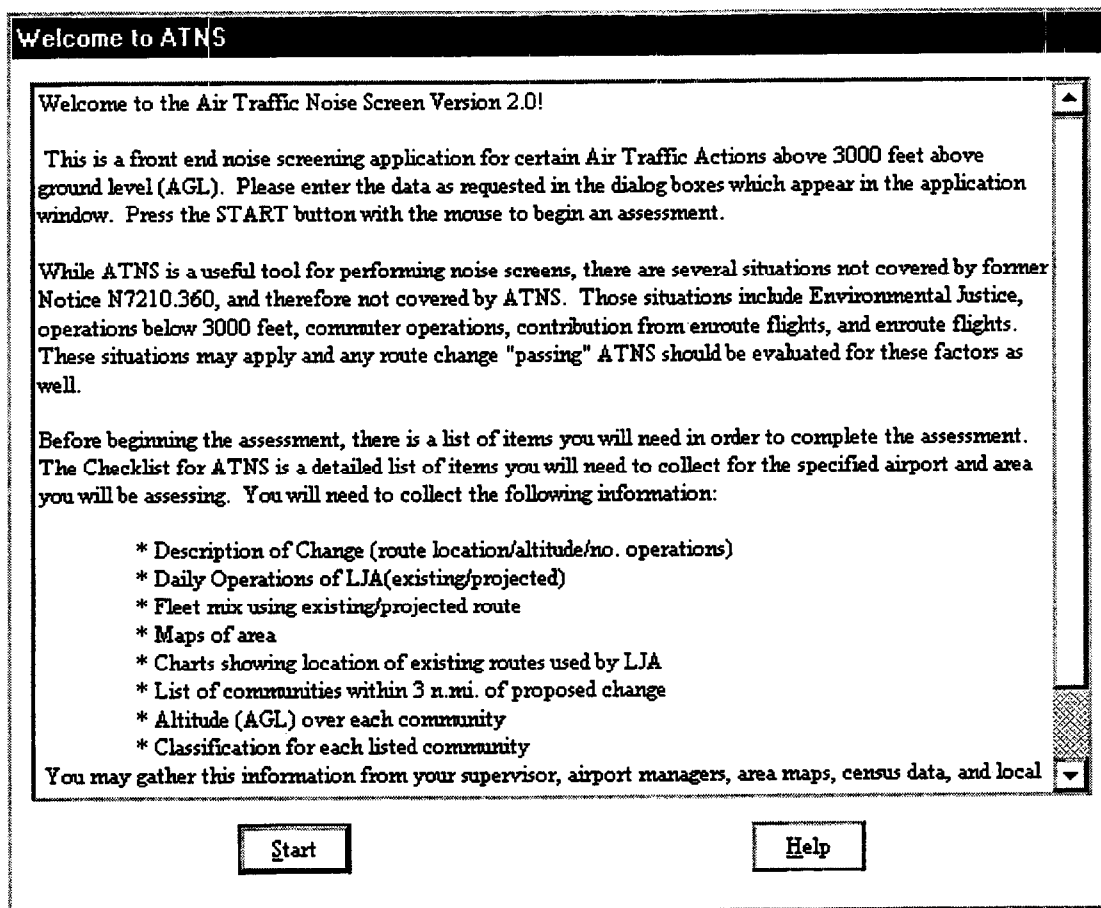 Welcome to ATNS
Welcome to the Air Traffic Noise Screen Version 2.0!
This is a front end noise screening application for certain Air Traffic Actions above 3000 feet above
ground level (AGL). Please enter the data as requested in the dialog boxes which appear in the application
window. Press the START button with the mouse to begin an assessment.
While ATNS is a useful tool for performing noise screens, there are several situations not covered by former
Notice N7210.360, and therefore not covered by ATNS. Those situations include Environmental Justice,
operations below 3000 feet, commuter operations, contribution from enroute flights, and enroute flights.
These situations may apply and any route change "passing" ATNS should be evaluated for these factors as
well.
Before beginning the assessment, there is a list of items you will need in order to complete the assessment.
The Checklist for ATNS is a detailed list of items you will need to collect for the specified airport and area
you will be assessing. You will need to collect the following information:
* Description of Change (route location/altitude/no. operations)
* Daily Operations of LJA(existing/projected)
* Fleet mix using existing/projected route
* Maps of area
* Charts showing location of existing routes used by LJA
* List of communities within 3 n.mi. of proposed change
* Altitude (AGL) over each community
* Classification for each listed community
You may gather this information from your supervisor, airport managers, area maps, census data, and local
Start
Help